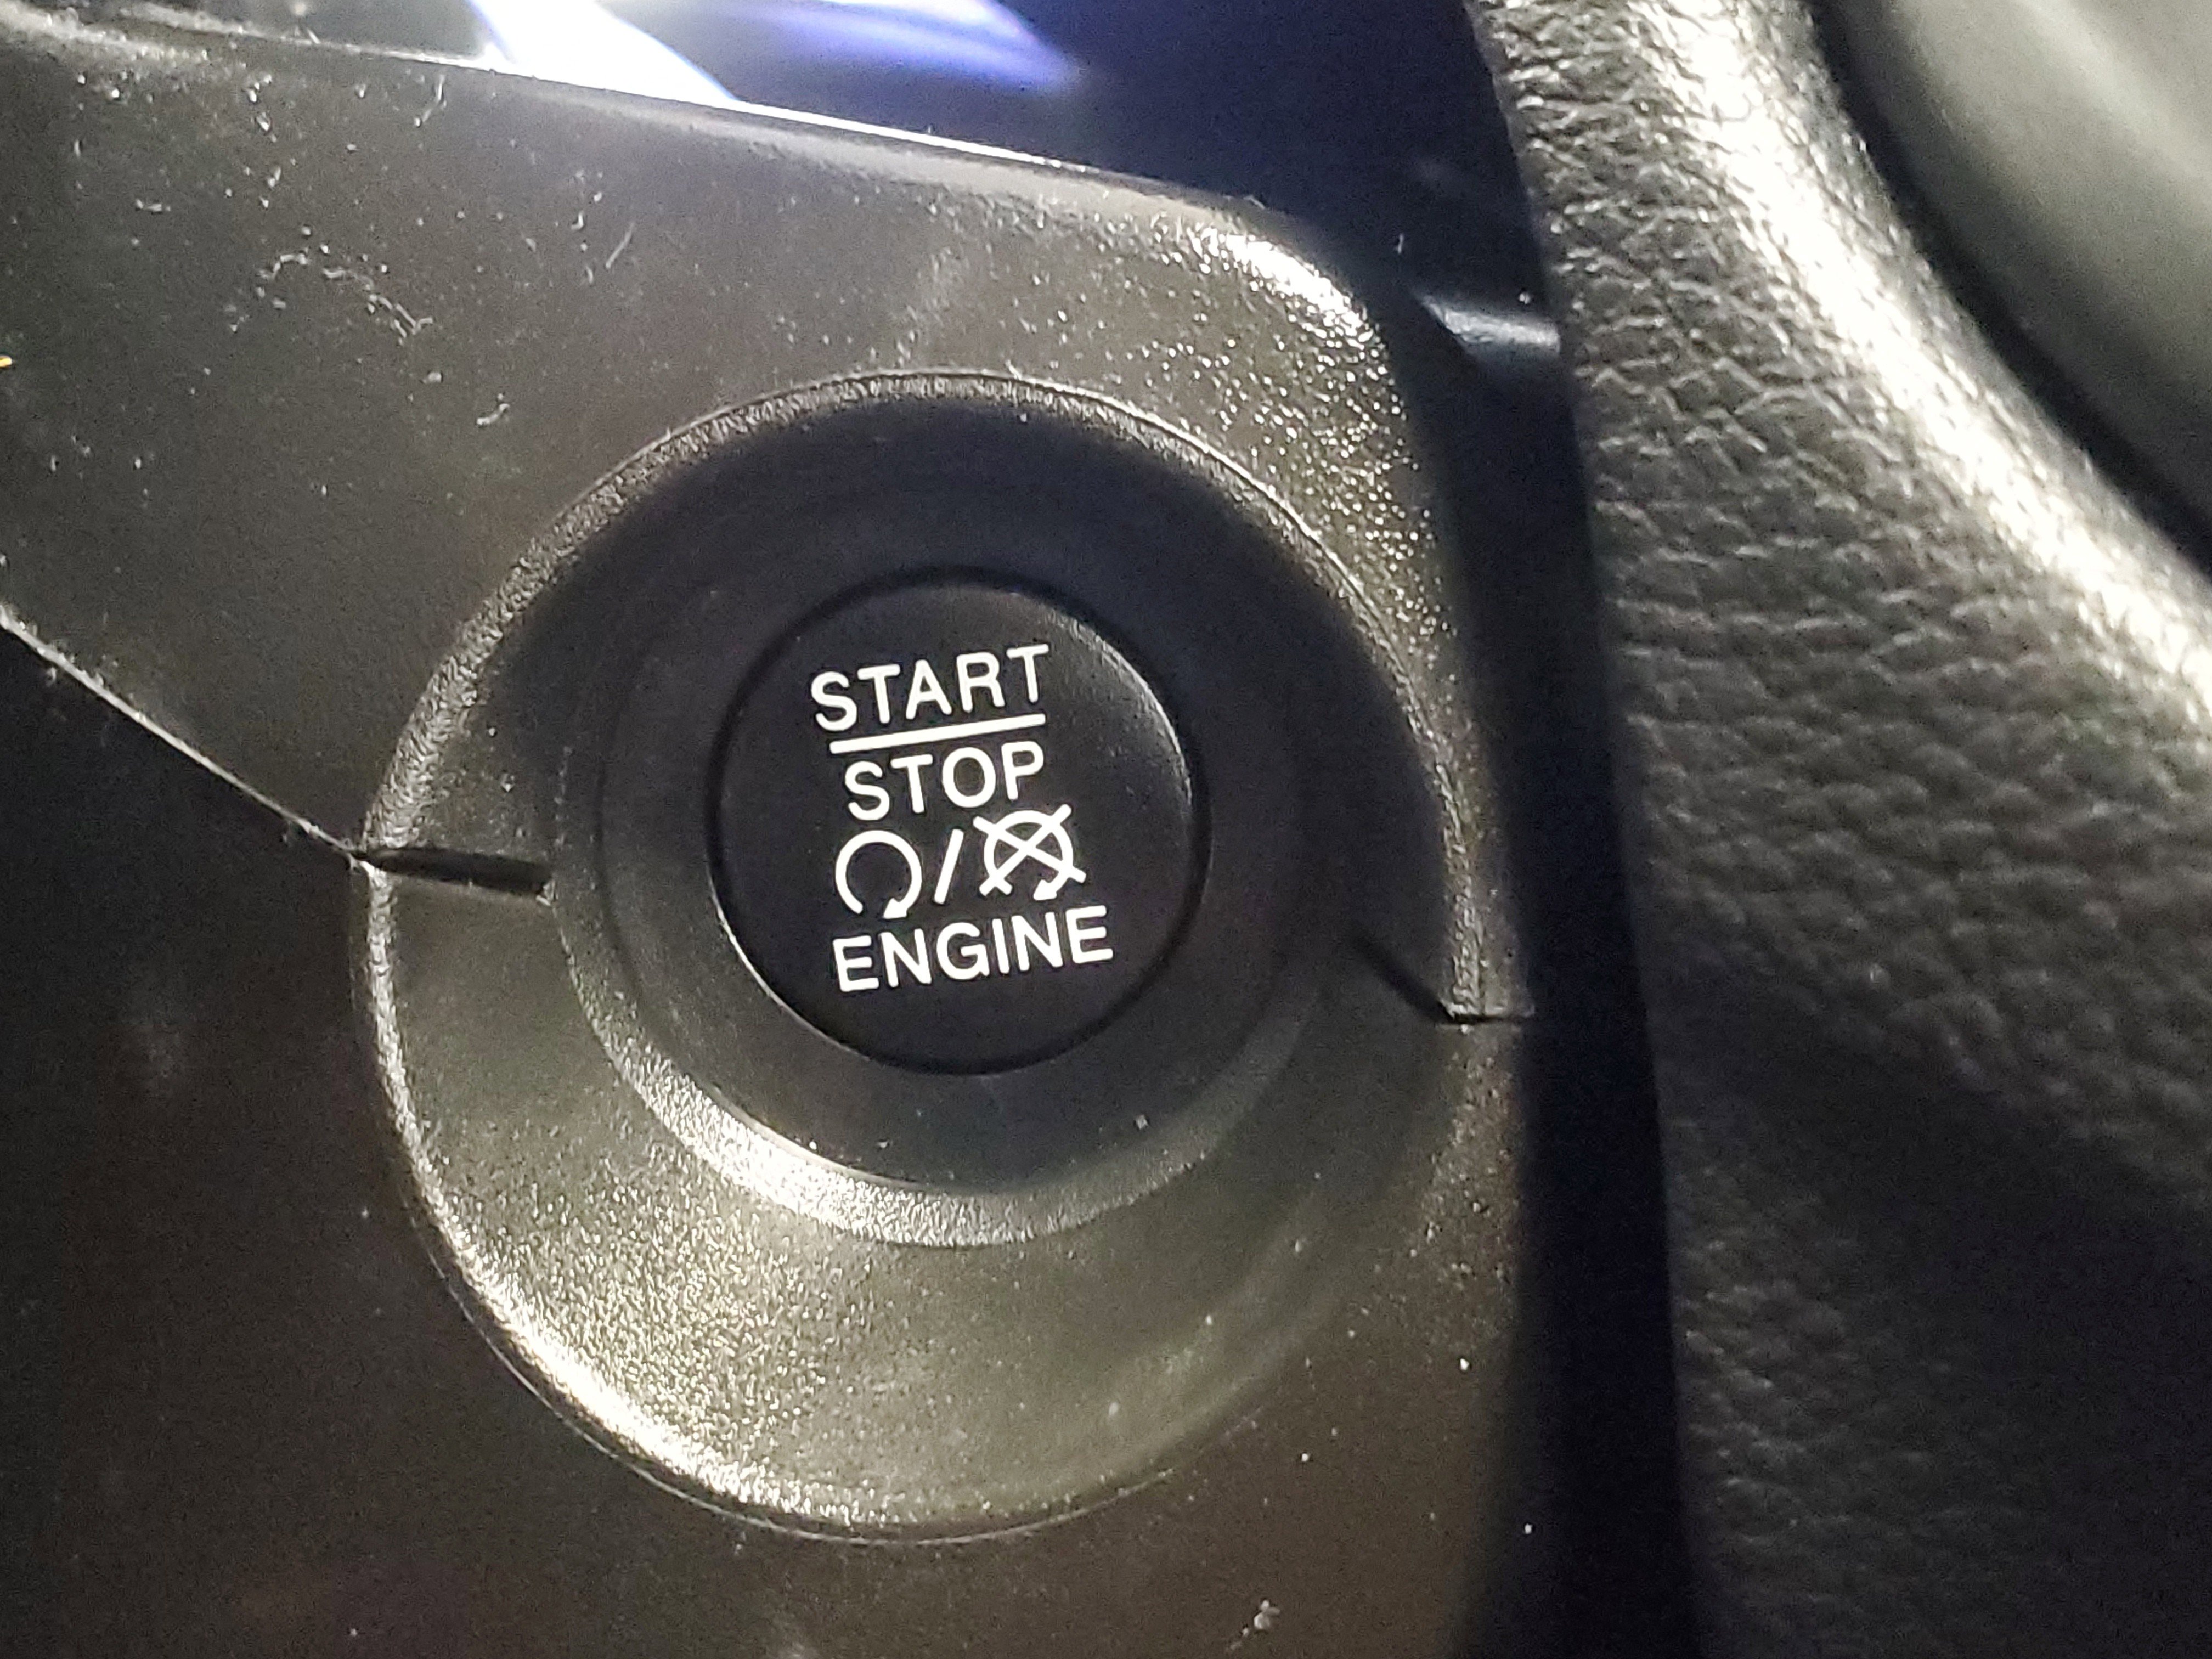 START
STOP
/
ENGINE